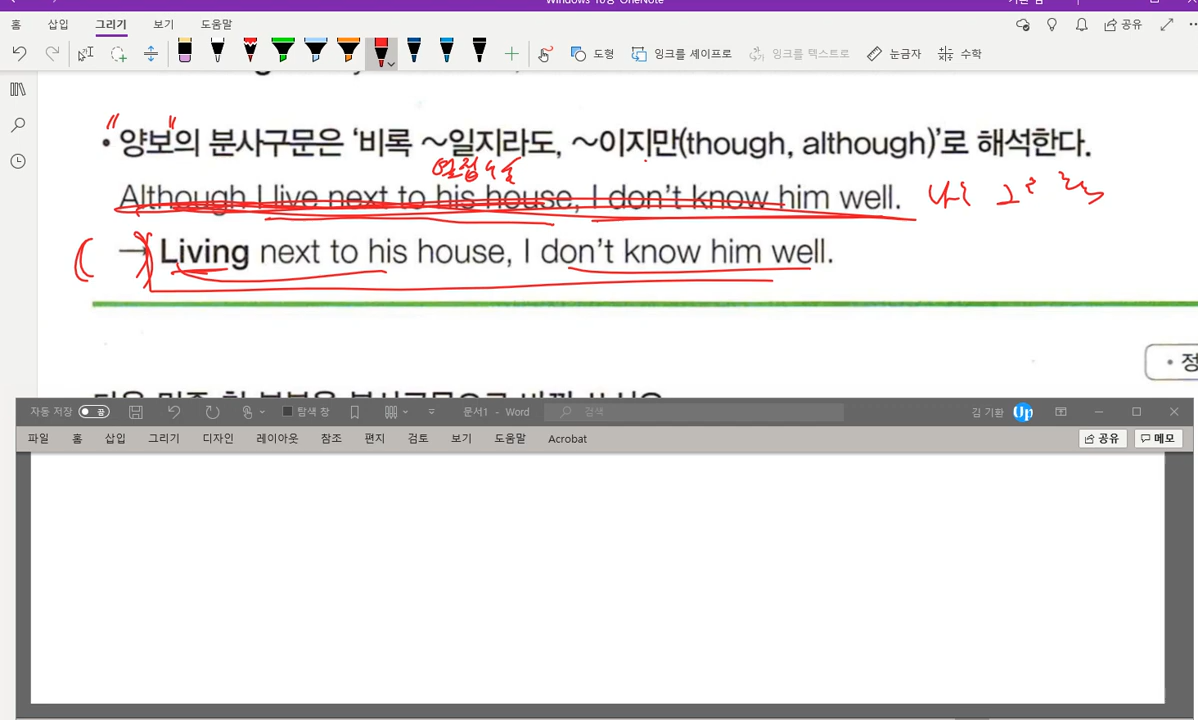 Windows 10용 OneNote
홈 삽입 그리기 보기 도움말
공유
도형 잉크를 셰이프로 잉크를 텍스트로 눈금자 수학
• 양보의 분사구문은 ‘비록 ~일지라도, ~이지만(though, although)’로 해석한다.
Although I live next to his house, I don’t know him well.
→ Living next to his house, I don’t know him well.
• 정
자동 저장 끔 탐색 창 문서1 - Word 검색 김 기환 Up
파일 홈 삽입 그리기 디자인 레이아웃 참조 편지 검토 보기 도움말 Acrobat 공유 메모